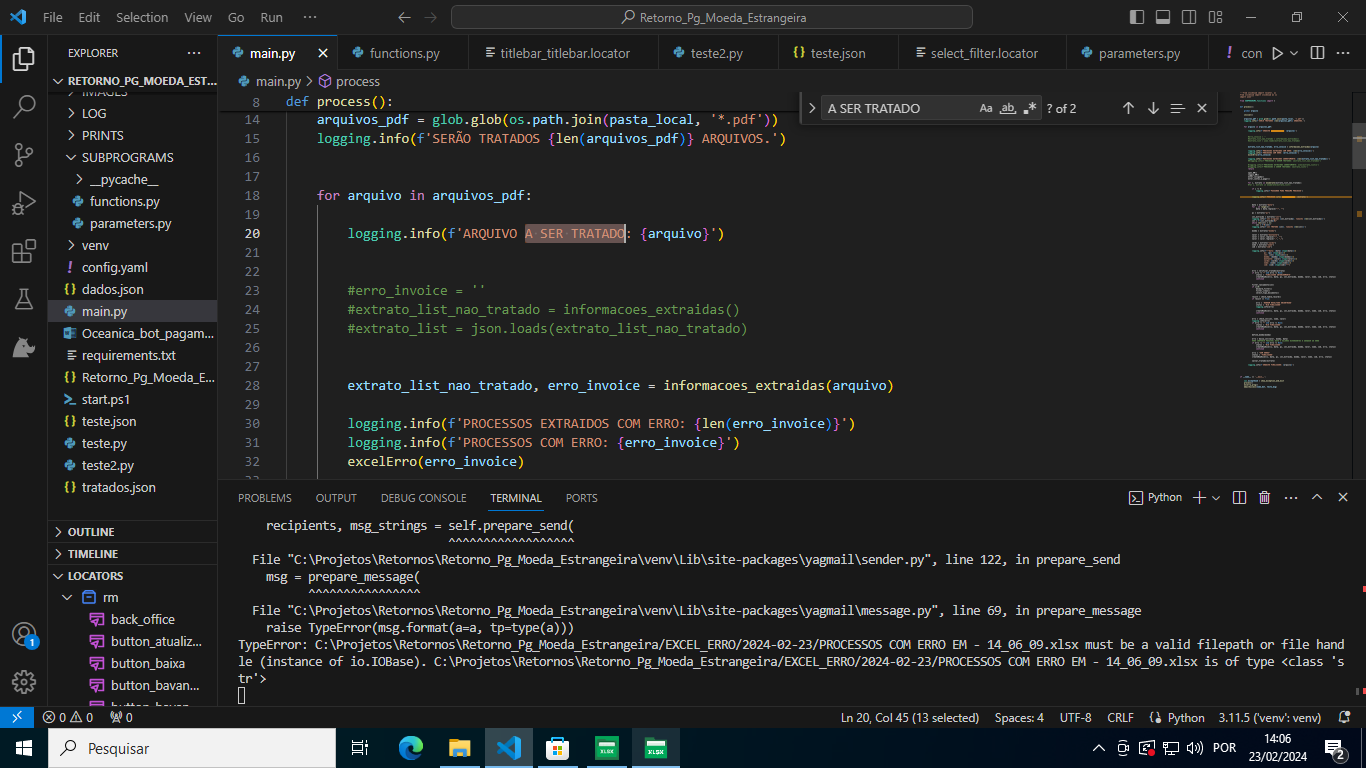 File Edit Selection View Go Run ···
Retorno_Pg_Moeda_Estrangeira
EXPLORER ···
RETORNO_PG_MOEDA_EST...
IMAGES
LOG
PRINTS
SUBPROGRAMS
__pycache__
functions.py
parameters.py
venv
config.yaml
dados.json
main.py
Oceanica_bot_pagam...
requirements.txt
Retorno_Pg_Moeda_E...
start.ps1
teste.json
teste.py
teste2.py
tratados.json
OUTLINE
TIMELINE
LOCATORS
rm
back_office
button_atualiz...
button_baixa
button_bavan...
main.py functions.py titlebar_titlebar.locator teste2.py teste.json select_filter.locator parameters.py con
main.py > process
A SER TRATADO Aa ab .* ? of 2
8 def process():
14 arquivos_pdf = glob.glob(os.path.join(pasta_local, '*.pdf'))
15 logging.info(f'SERÃO TRATADOS {len(arquivos_pdf)} ARQUIVOS.')
16
17
18 for arquivo in arquivos_pdf:
19
20 logging.info(f'ARQUIVO A SER TRATADO: {arquivo}')
21
22
23 #erro_invoice = ''
24 #extrato_list_nao_tratado = informacoes_extraidas()
25 #extrato_list = json.loads(extrato_list_nao_tratado)
26
27
28 extrato_list_nao_tratado, erro_invoice = informacoes_extraidas(arquivo)
29
30 logging.info(f'PROCESSOS EXTRAIDOS COM ERRO: {len(erro_invoice)}')
31 logging.info(f'PROCESSOS COM ERRO: {erro_invoice}')
32 excelErro(erro_invoice)
PROBLEMS OUTPUT DEBUG CONSOLE TERMINAL PORTS Python
recipients, msg_strings = self.prepare_send(
^^^^^^^^^^^^^^^^^^
File "C:\Projetos\Retornos\Retorno_Pg_Moeda_Estrangeira\venv\Lib\site-packages\yagmail\sender.py", line 122, in prepare_send
msg = prepare_message(
^^^^^^^^^^^^^^^^
File "C:\Projetos\Retornos\Retorno_Pg_Moeda_Estrangeira\venv\Lib\site-packages\yagmail\message.py", line 69, in prepare_message
raise TypeError(msg.format(a=a, tp=type(a)))
TypeError: C:\Projetos\Retornos\Retorno_Pg_Moeda_Estrangeira/EXCEL_ERRO/2024-02-23/PROCESSOS COM ERRO EM - 14_06_09.xlsx must be a valid filepath or file hand
le (instance of io.IOBase). C:\Projetos\Retornos\Retorno_Pg_Moeda_Estrangeira/EXCEL_ERRO/2024-02-23/PROCESSOS COM ERRO EM - 14_06_09.xlsx is of type <class 's
tr'>
0 0 0 Ln 20, Col 45 (13 selected) Spaces: 4 UTF-8 CRLF Python 3.11.5 ('venv': venv)
Pesquisar
XLSX
XLSX
POR
14:06
23/02/2024
2
1